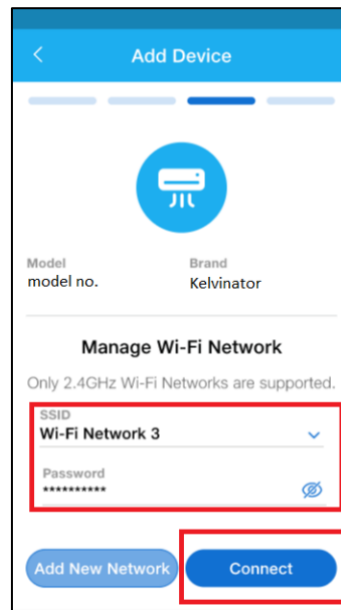 Add Device
Model Brand
model no. Kelvinator
Manage Wi-Fi Network
Only 2.4GHz Wi-Fi Networks are supported.
SSID
Wi-Fi Network 3
Password
**********
Add New Network Connect